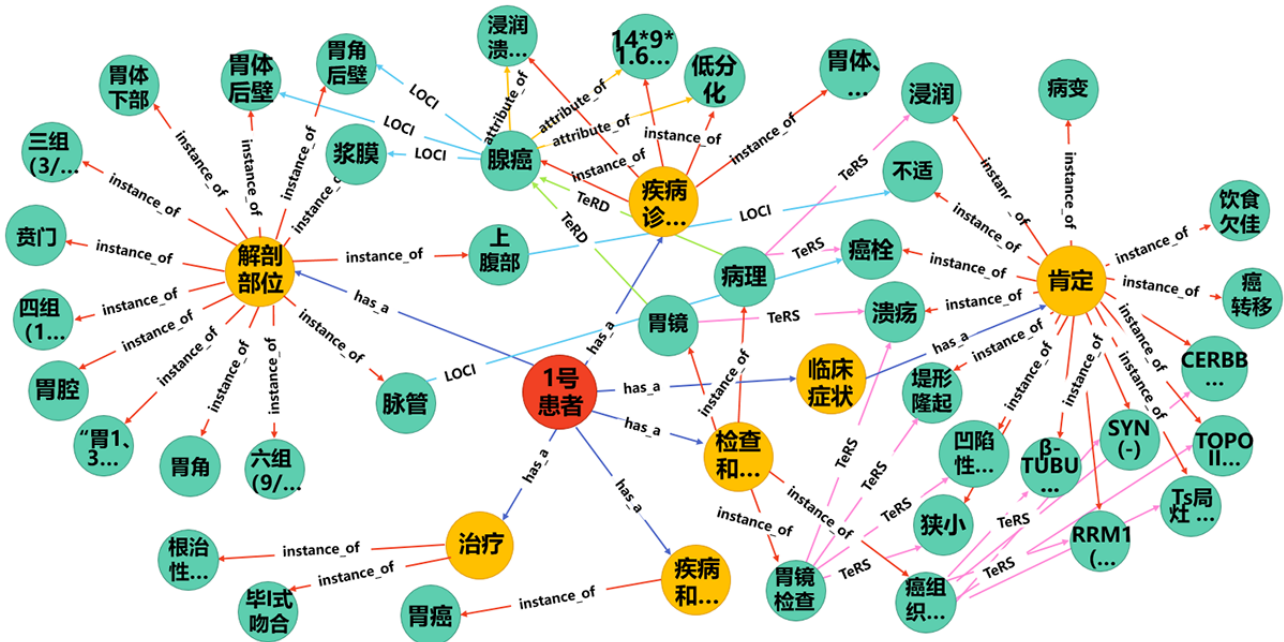 浸润
溃...
14*9*
1.6...
低分
化
胃体、
...
胃体
下部
胃体
后壁
胃角
后壁
浸润
病变
LOCI
attribute_of
attribute_of
attribute_of
instance_of
instance_of
instance_of
三组
(3/...
instance_of
instance_of
instance_of
instance_of
LOCI
浆膜
LOCI
腺癌
instance_of
疾病
诊...
TeRS
不适
instance_of
饮食
欠佳
instance_of
贲门
instance_of
解剖
部位
instance_of
上
腹部
TeRD
TeRD
LOCI
病理
TeRS
癌栓
instance_of
instance_of
肯定
instance_of
癌
转移
四组
(1...
instance_of
has_a
has_a
胃镜
TeRS
溃疡
instance_of
has_a
胃腔
instance_of
instance_of
instance_of
instance_of
instance_of
脉管
LOCI
1号
患者
has_a
临床
症状
堤形
隆起
instance_of
instance_of
instance_of
instance_of
instance_of
CERBB
...
“胃1、
3...
胃角
六组
(9/...
has_a
instance_of
检查
和...
TeRS
TeRS
凹陷
性...
β-
TUBU
...
SYN
(-)
TOPO
II...
has_a
has_a
instance_of
instance_of
TeRS
狭小
TeRS
Ts局
灶...
根治
性...
instance_of
治疗
instance_of
毕I式
吻合
胃癌
instance_of
疾病
和...
胃镜
检查
TeRS
癌组
织...
TeRS
RRM1
(...